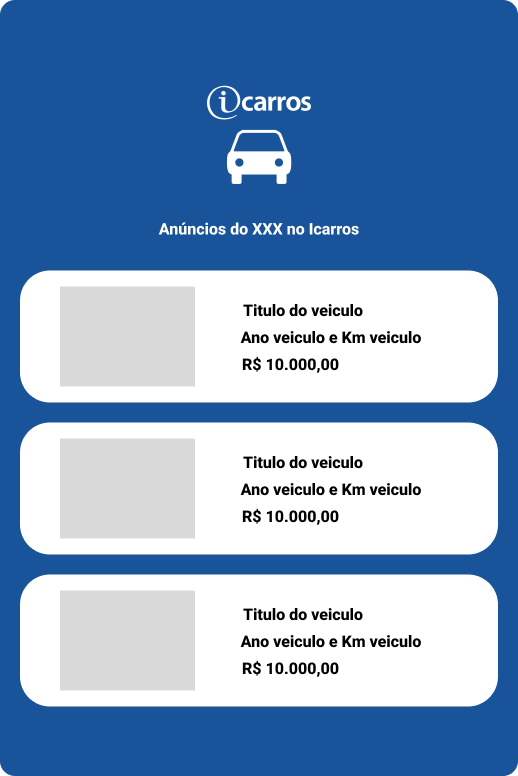 icarros
Anúncios do XXX no Icarros
Titulo do veiculo
Ano veiculo e Km veiculo
R$ 10.000,00
Titulo do veiculo
Ano veiculo e Km veiculo
R$ 10.000,00
Titulo do veiculo
Ano veiculo e Km veiculo
R$ 10.000,00